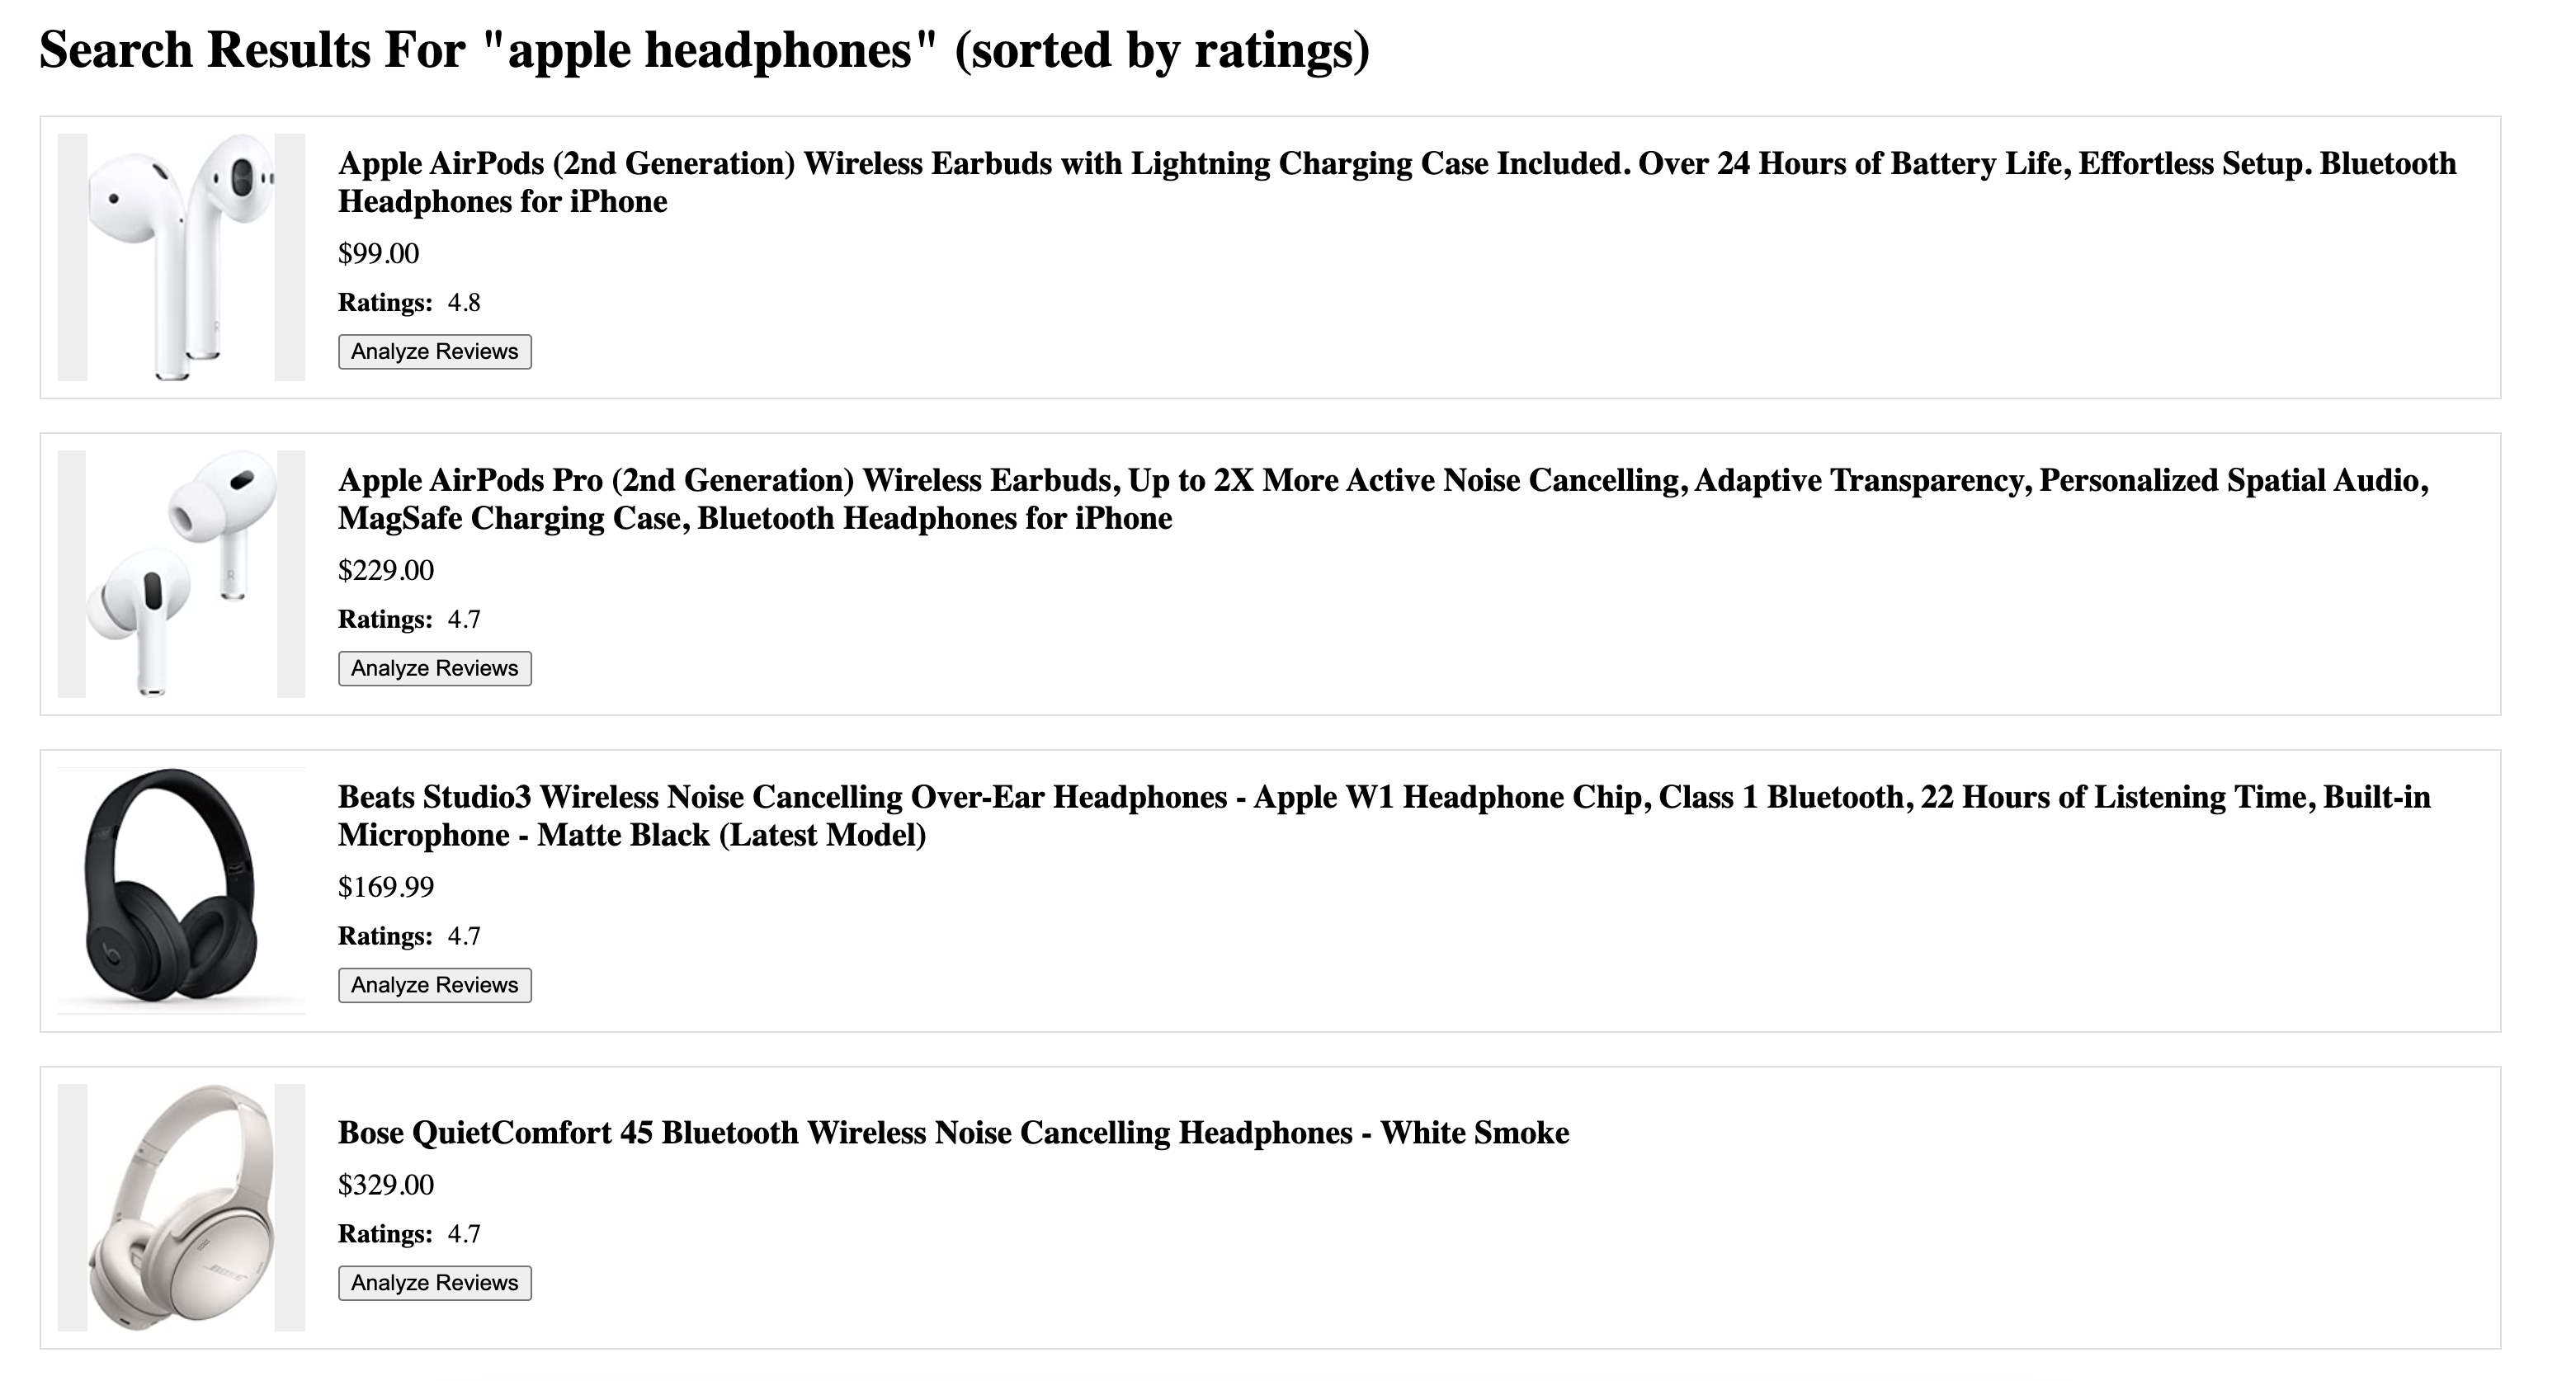 Search Results For "apple headphones" (sorted by ratings)
Apple AirPods (2nd Generation) Wireless Earbuds with Lightning Charging Case Included. Over 24 Hours of Battery Life, Effortless Setup. Bluetooth
Headphones for iPhone
$99.00
Ratings: 4.8
Analyze Reviews
Apple AirPods Pro (2nd Generation) Wireless Earbuds, Up to 2X More Active Noise Cancelling, Adaptive Transparency, Personalized Spatial Audio,
MagSafe Charging Case, Bluetooth Headphones for iPhone
$229.00
Ratings: 4.7
Analyze Reviews
Beats Studio3 Wireless Noise Cancelling Over-Ear Headphones - Apple W1 Headphone Chip, Class 1 Bluetooth, 22 Hours of Listening Time, Built-in
Microphone - Matte Black (Latest Model)
$169.99
Ratings: 4.7
Analyze Reviews
Bose QuietComfort 45 Bluetooth Wireless Noise Cancelling Headphones - White Smoke
$329.00
Ratings: 4.7
Analyze Reviews